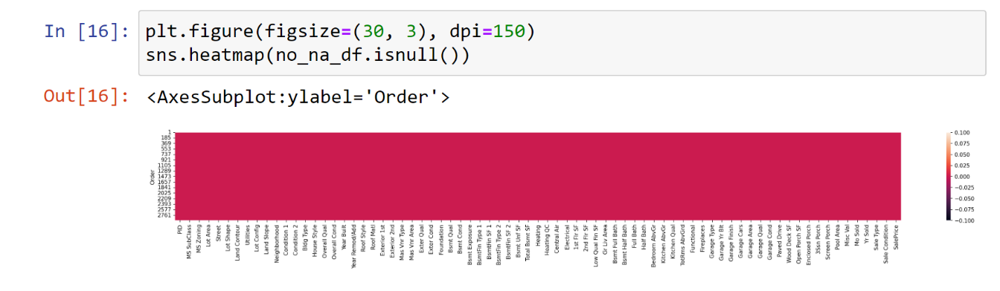 In [16]: plt.figure(figsize=(30, 3), dpi=150)
sns.heatmap(no_na_df.isnull())
Out[16]: <AxesSubplot:ylabel='Order'>
1
185
369
553
737
921
1105
1289
1473
1657
1841
2025
2209
2393
2577
2761
Order
PID
MS SubClass
MS Zoning
Lot Area
Street
Lot Shape
Land Contour
Utilities
Lot Config
Land Slope
Neighborhood
Condition 1
Condition 2
Bldg Type
House Style
Overall Qual
Overall Cond
Year Built
Year Remod/Add
Roof Style
Roof Matl
Exterior 1st
Exterior 2nd
Mas Vnr Type
Mas Vnr Area
Exter Qual
Exter Cond
Foundation
Bsmt Qual
Bsmt Cond
Bsmt Exposure
BsmtFin Type 1
BsmtFin SF 1
BsmtFin Type 2
BsmtFin SF 2
Bsmt Unf SF
Total Bsmt SF
Heating
Heating QC
Central Air
Electrical
1st Flr SF
2nd Flr SF
Low Qual Fin SF
Gr Liv Area
Bsmt Full Bath
Bsmt Half Bath
Full Bath
Half Bath
Bedroom AbvGr
Kitchen AbvGr
Kitchen Qual
TotRms AbvGrd
Functional
Fireplaces
Garage Type
Garage Yr Blt
Garage Finish
Garage Cars
Garage Area
Garage Qual
Garage Cond
Paved Drive
Wood Deck SF
Open Porch SF
Enclosed Porch
3Ssn Porch
Screen Porch
Pool Area
Misc Val
Mo Sold
Yr Sold
Sale Type
Sale Condition
SalePrice
0.100
0.075
0.050
0.025
0.000
−0.025
−0.050
−0.075
−0.100